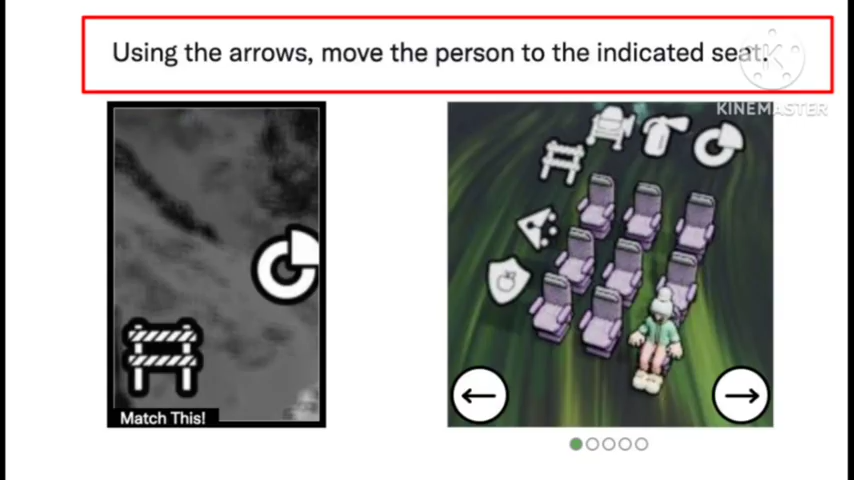 Using the arrows, move the person to the indicated seat.
KINEMASTER
Match This!